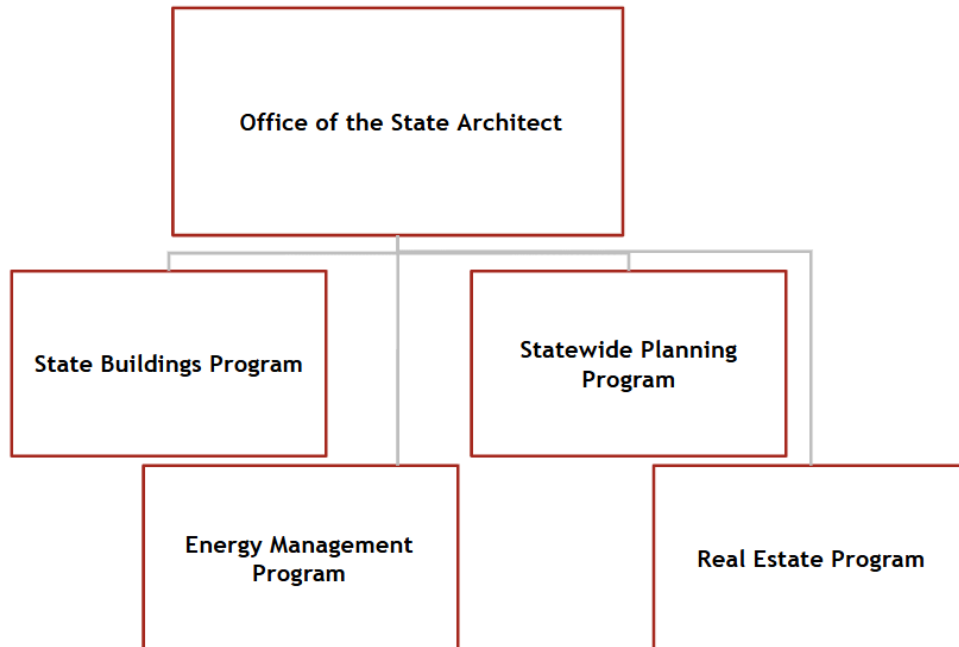 Office of the State Architect
State Buildings Program
Statewide Planning
Program
Energy Management
Program
Real Estate Program